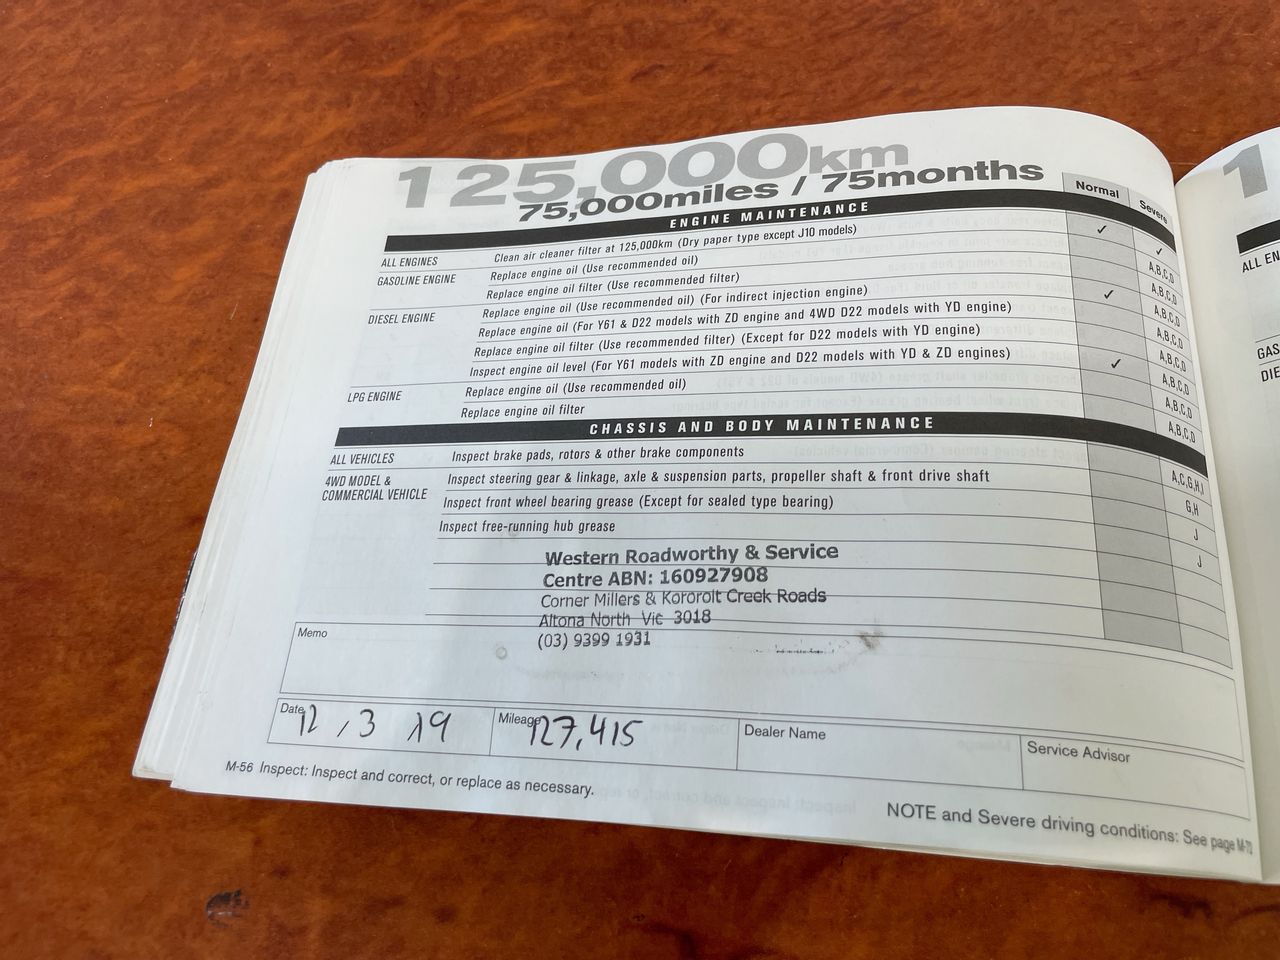 125,000km
75,000miles / 75months
Normal Severe
ENGINE MAINTENANCE
ALL ENGINES Clean air cleaner filter at 125,000km (Dry paper type except J10 models) ✓ ✓
GASOLINE ENGINE Replace engine oil (Use recommended oil) A,B,C,D
Replace engine oil filter (Use recommended filter) A,B,C,D
DIESEL ENGINE Replace engine oil (Use recommended oil) (For indirect injection engine) ✓ A,B,C,D
Replace engine oil (For Y61 & D22 models with ZD engine and 4WD D22 models with YD engine) A,B,C,D
Replace engine oil filter (Use recommended filter) (Except for D22 models with YD engine) A,B,C,D
Inspect engine oil level (For Y61 models with ZD engine and D22 models with YD & ZD engines) ✓ A,B,C,D
LPG ENGINE Replace engine oil (Use recommended oil) A,B,C,D
Replace engine oil filter A,B,C,D
CHASSIS AND BODY MAINTENANCE
ALL VEHICLES Inspect brake pads, rotors & other brake components A,C,G,H,I
4WD MODEL & COMMERCIAL VEHICLE Inspect steering gear & linkage, axle & suspension parts, propeller shaft & front drive shaft G,H
Inspect front wheel bearing grease (Except for sealed type bearing) J
Inspect free-running hub grease J
Western Roadworthy & Service
Centre ABN: 160927908
Corner Millers & Kororolt Creek Roads
Altona North Vic 3018
(03) 9399 1931
Memo
Date 12 / 3 19 Mileage 127,415 Dealer Name Service Advisor
M-56 Inspect: Inspect and correct, or replace as necessary.
NOTE and Severe driving conditions: See page
1
ALL EN
GAS
DIE